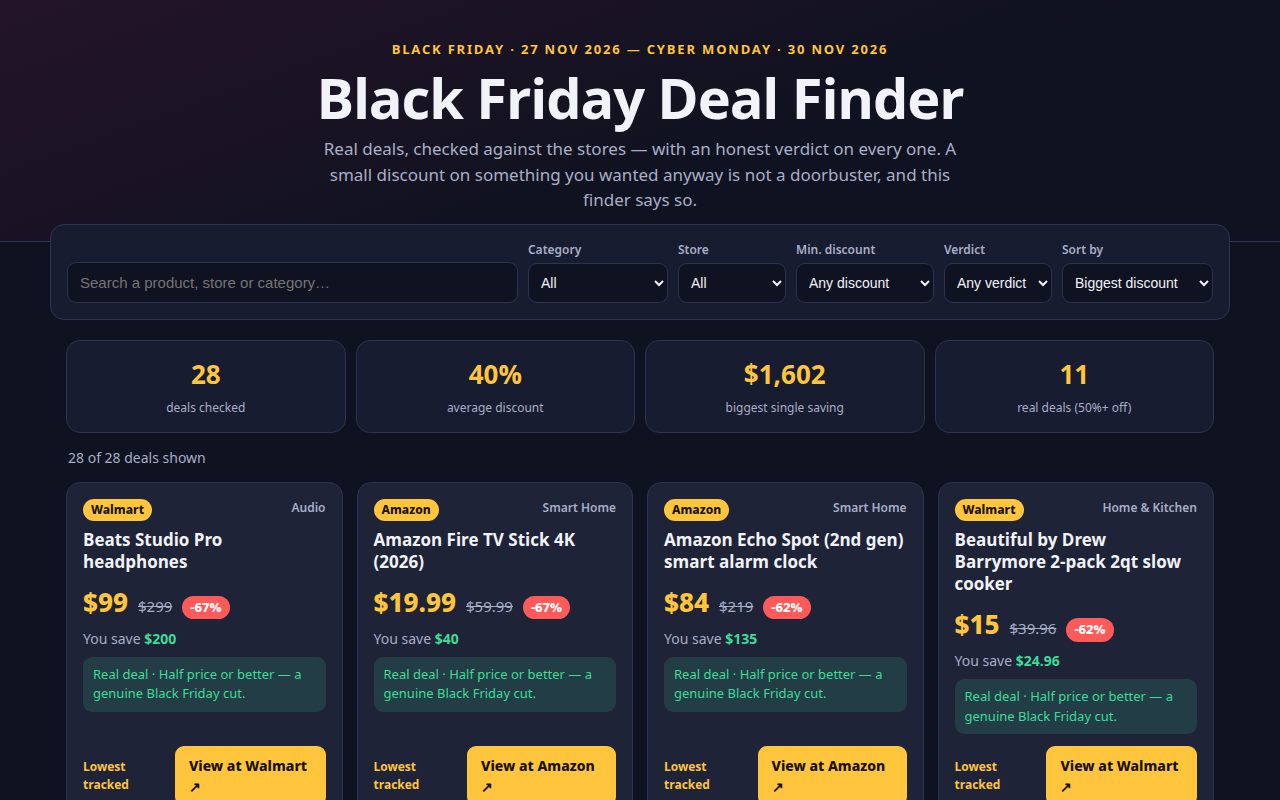 BLACK FRIDAY · 27 NOV 2026 — CYBER MONDAY · 30 NOV 2026
Black Friday Deal Finder
Real deals, checked against the stores — with an honest verdict on every one. A
small discount on something you wanted anyway is not a doorbuster, and this
finder says so.
Category Store Min. discount Verdict Sort by
Search a product, store or category… All All Any discount Any verdict Biggest discount
28 40% $1,602 11
deals checked average discount biggest single saving real deals (50%+ off)
28 of 28 deals shown
Walmart Audio
Beats Studio Pro
headphones
$99 $299 -67%
You save $200
Real deal · Half price or better — a
genuine Black Friday cut.
Lowest
tracked
View at Walmart
↗
Amazon Smart Home
Amazon Fire TV Stick 4K
(2026)
$19.99 $59.99 -67%
You save $40
Real deal · Half price or better — a
genuine Black Friday cut.
Lowest
tracked
View at Amazon
↗
Amazon Smart Home
Amazon Echo Spot (2nd gen)
smart alarm clock
$84 $219 -62%
You save $135
Real deal · Half price or better — a
genuine Black Friday cut.
Lowest
tracked
View at Amazon
↗
Walmart Home & Kitchen
Beautiful by Drew
Barrymore 2-pack 2qt slow
cooker
$15 $39.96 -62%
You save $24.96
Real deal · Half price or better — a
genuine Black Friday cut.
Lowest
tracked
View at Walmart
↗